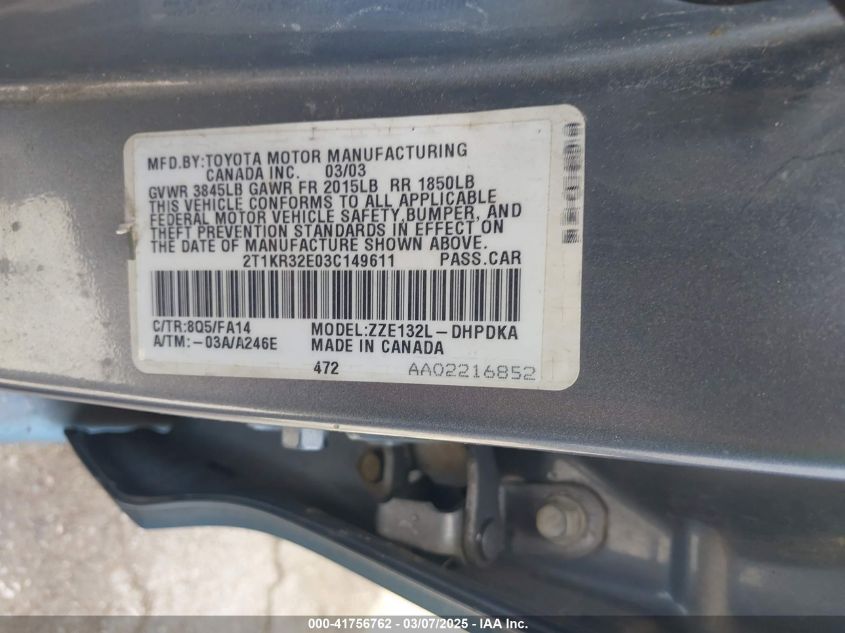 MFD.BY:TOYOTA MOTOR MANUFACTURING
CANADA INC. 03/03
GVWR 3845LB GAWR FR 2015LB RR 1850LB
THIS VEHICLE CONFORMS TO ALL APPLICABLE
FEDERAL MOTOR VEHICLE SAFETY,BUMPER, AND
THEFT PREVENTION STANDARDS IN EFFECT ON
THE DATE OF MANUFACTURE SHOWN ABOVE.
2T1KR32E03C149611 PASS.CAR
C/TR:8Q5/FA14 MODEL:ZZE132L-DHPDKA
A/TM:-03A/A246E MADE IN CANADA
472 AA02216852
000-41756762 - 03/07/2025 - IAA Inc.